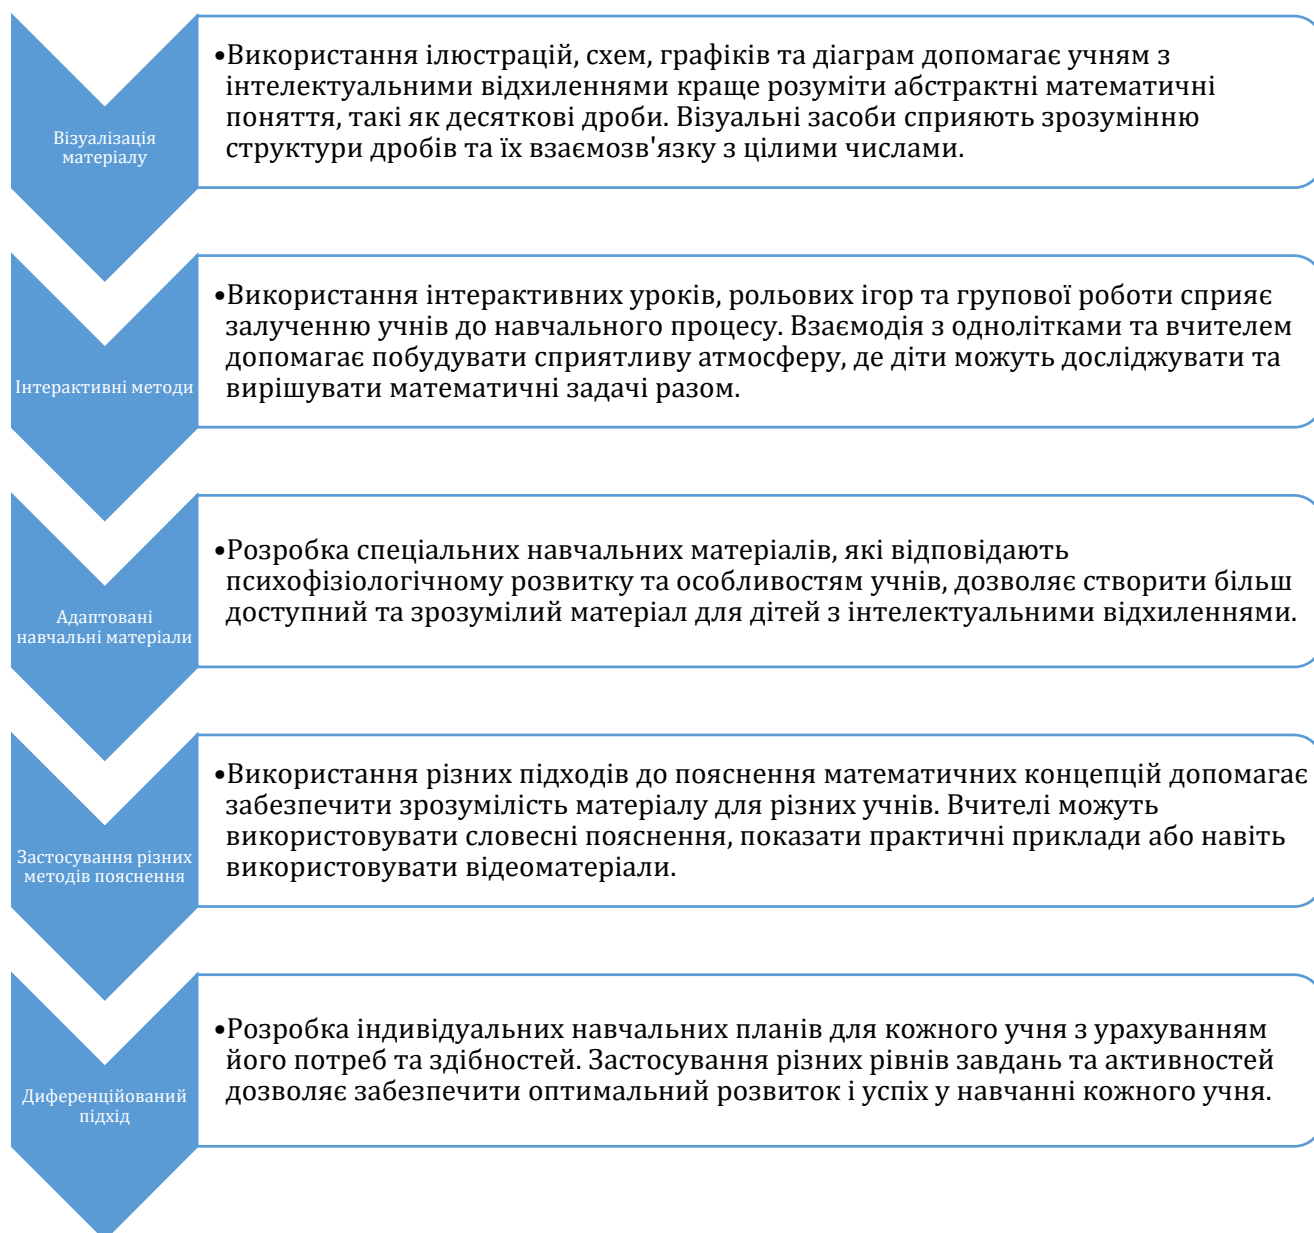 Візуалізація
матеріалу
•Використання ілюстрацій, схем, графіків та діаграм допомагає учням з
інтелектуальними відхиленнями краще розуміти абстрактні математичні
поняття, такі як десяткові дроби. Візуальні засоби сприяють зрозумінню
структури дробів та їх взаємозв'язку з цілими числами.
Інтерактивні методи
•Використання інтерактивних уроків, рольових ігор та групової роботи сприяє
залученню учнів до навчального процесу. Взаємодія з однолітками та вчителем
допомагає побудувати сприятливу атмосферу, де діти можуть досліджувати та
вирішувати математичні задачі разом.
Адаптовані
навчальні матеріали
•Розробка спеціальних навчальних матеріалів, які відповідають
психофізіологічному розвитку та особливостям учнів, дозволяє створити більш
доступний та зрозумілий матеріал для дітей з інтелектуальними відхиленнями.
Застосування різних
методів пояснення
•Використання різних підходів до пояснення математичних концепцій допомагає
забезпечити зрозумілість матеріалу для різних учнів. Вчителі можуть
використовувати словесні пояснення, показати практичні приклади або навіть
використовувати відеоматеріали.
Диференційований
підхід
•Розробка індивідуальних навчальних планів для кожного учня з урахуванням
його потреб та здібностей. Застосування різних рівнів завдань та активностей
дозволяє забезпечити оптимальний розвиток і успіх у навчанні кожного учня.